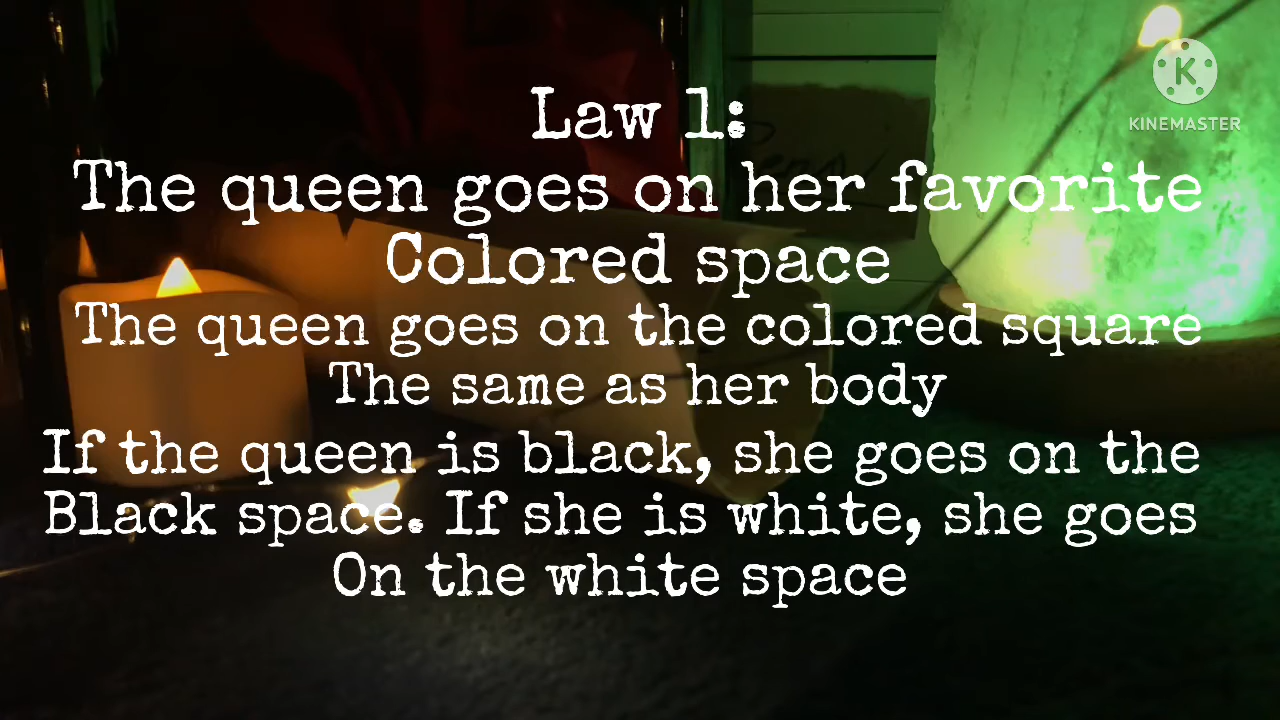 Law 1:
The queen goes on her favorite
Colored space
The queen goes on the colored square
The same as her body
If the queen is black, she goes on the
Black space. If she is white, she goes
On the white space
K
KINEMASTER